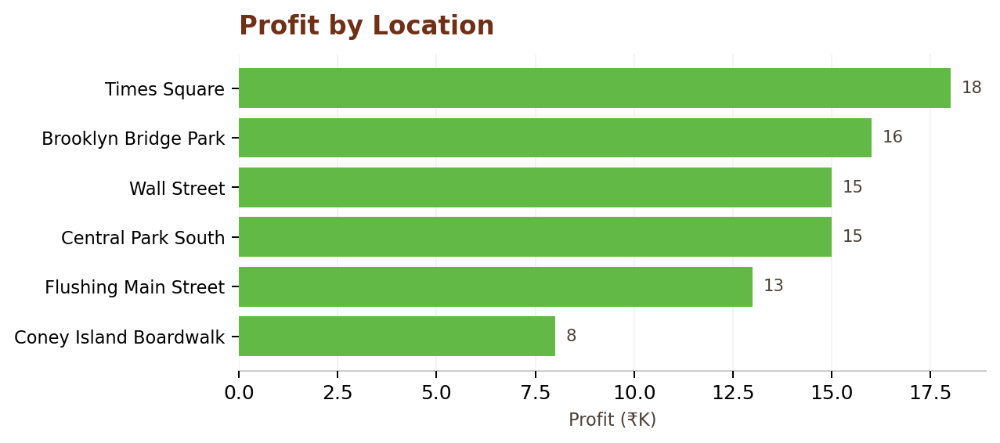 Profit by Location
Times Square 18
Brooklyn Bridge Park 16
Wall Street 15
Central Park South 15
Flushing Main Street 13
Coney Island Boardwalk 8
0.0 2.5 5.0 7.5 10.0 12.5 15.0 17.5
Profit (₹K)